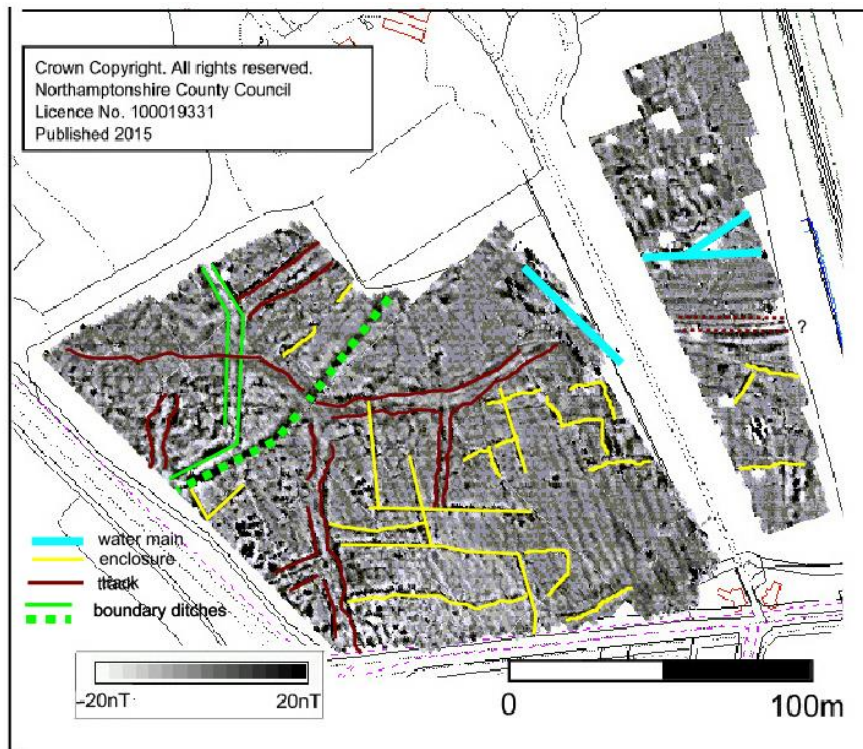 Crown Copyright. All rights reserved.
Northamptonshire County Council
Licence No. 100019331
Published 2015
?
water main
enclosure
track
boundary ditches
-20nT 20nT
0 100m